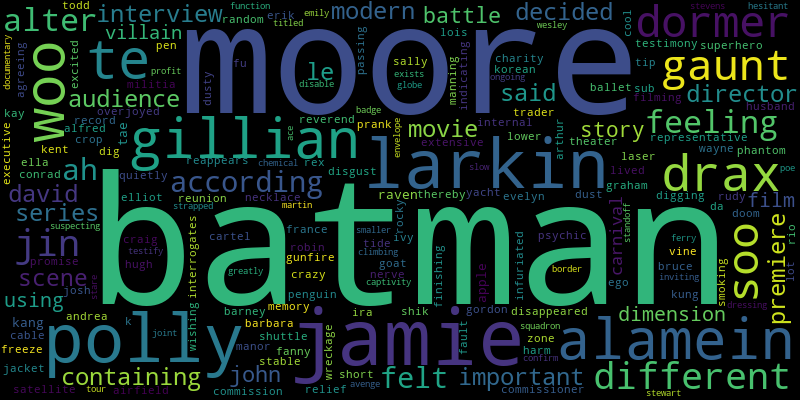 todd
alter
interview
modern
decided
moore
dormer
function
stevens
hesitant
random
erik
emily
titled
wesley
documentary
agreeing
villain
pen
te
woo
excited
battle
cool
passing
lois
indicating
testimony
superhero
audience
dusty
fu
le
disable
sally
exists
globe
ongoing
manning
charity
korean
ballet
sub
tip
gaunt
profit
militia
said
filming
husband
director
kay
record
overjoyed
badge
prank
reverend
envelope
trader
internal
story
feeling
executive
alfred
crop
tae
gillian
ace
movie
lower
extensive
arthur
theater
representative
kent
dig
reappears
chemical
rex
larkin
laser
wayne
phantom
ella
conrad
ah
quietly
disgust
slow
lived
graham
drax
poe
david
according
raven
thereby
yacht
evelyn
dust
digging
rudy
film
elliot
reunion
necklace
rocky
da
doom
series
suspecting
strapped
martin
smaller
carnival
standoff
rio
jin
craig
testify
cartel
france
ivy
tide
psychic
soo
premiere
batman
robin
climbing
infuriated
ferry
vine
promise
hugh
interrogates
gunfire
goat
nerve
apple
border
bruce
inviting
lot
scene
store
greatly
crazy
captivity
finishing
ego
kung
smoking
using
josh
wishing
penguin
memory
dressing
andrea
barney
ira
shik
gordon
disappeared
dimension
kang
k
barbara
squadron
zone
cable
polly
joint
shuttle
jamie
fault
alamein
freeze
manor
fanny
wreckage
harm
confirm
jacket
containing
john
stable
short
felt
important
different
satellite
tour
airfield
commission
relief
avenge
commissioner
stewart